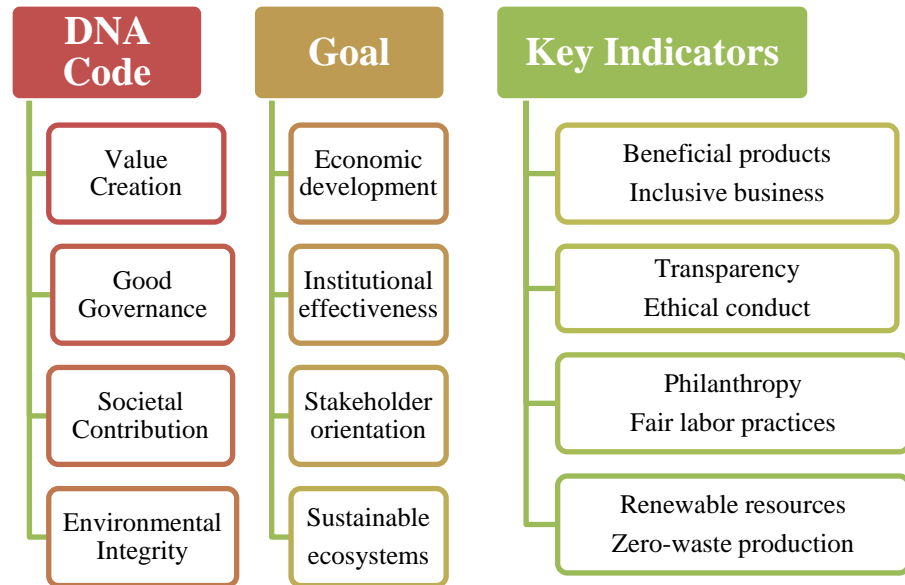 DNA
Code
Value
Creation
Good
Governance
Societal
Contribution
Environmental
Integrity
Goal
Economic
development
Institutional
effectiveness
Stakeholder
orientation
Sustainable
ecosystems
Key Indicators
Beneficial products
Inclusive business
Transparency
Ethical conduct
Philanthropy
Fair labor practices
Renewable resources
Zero-waste production